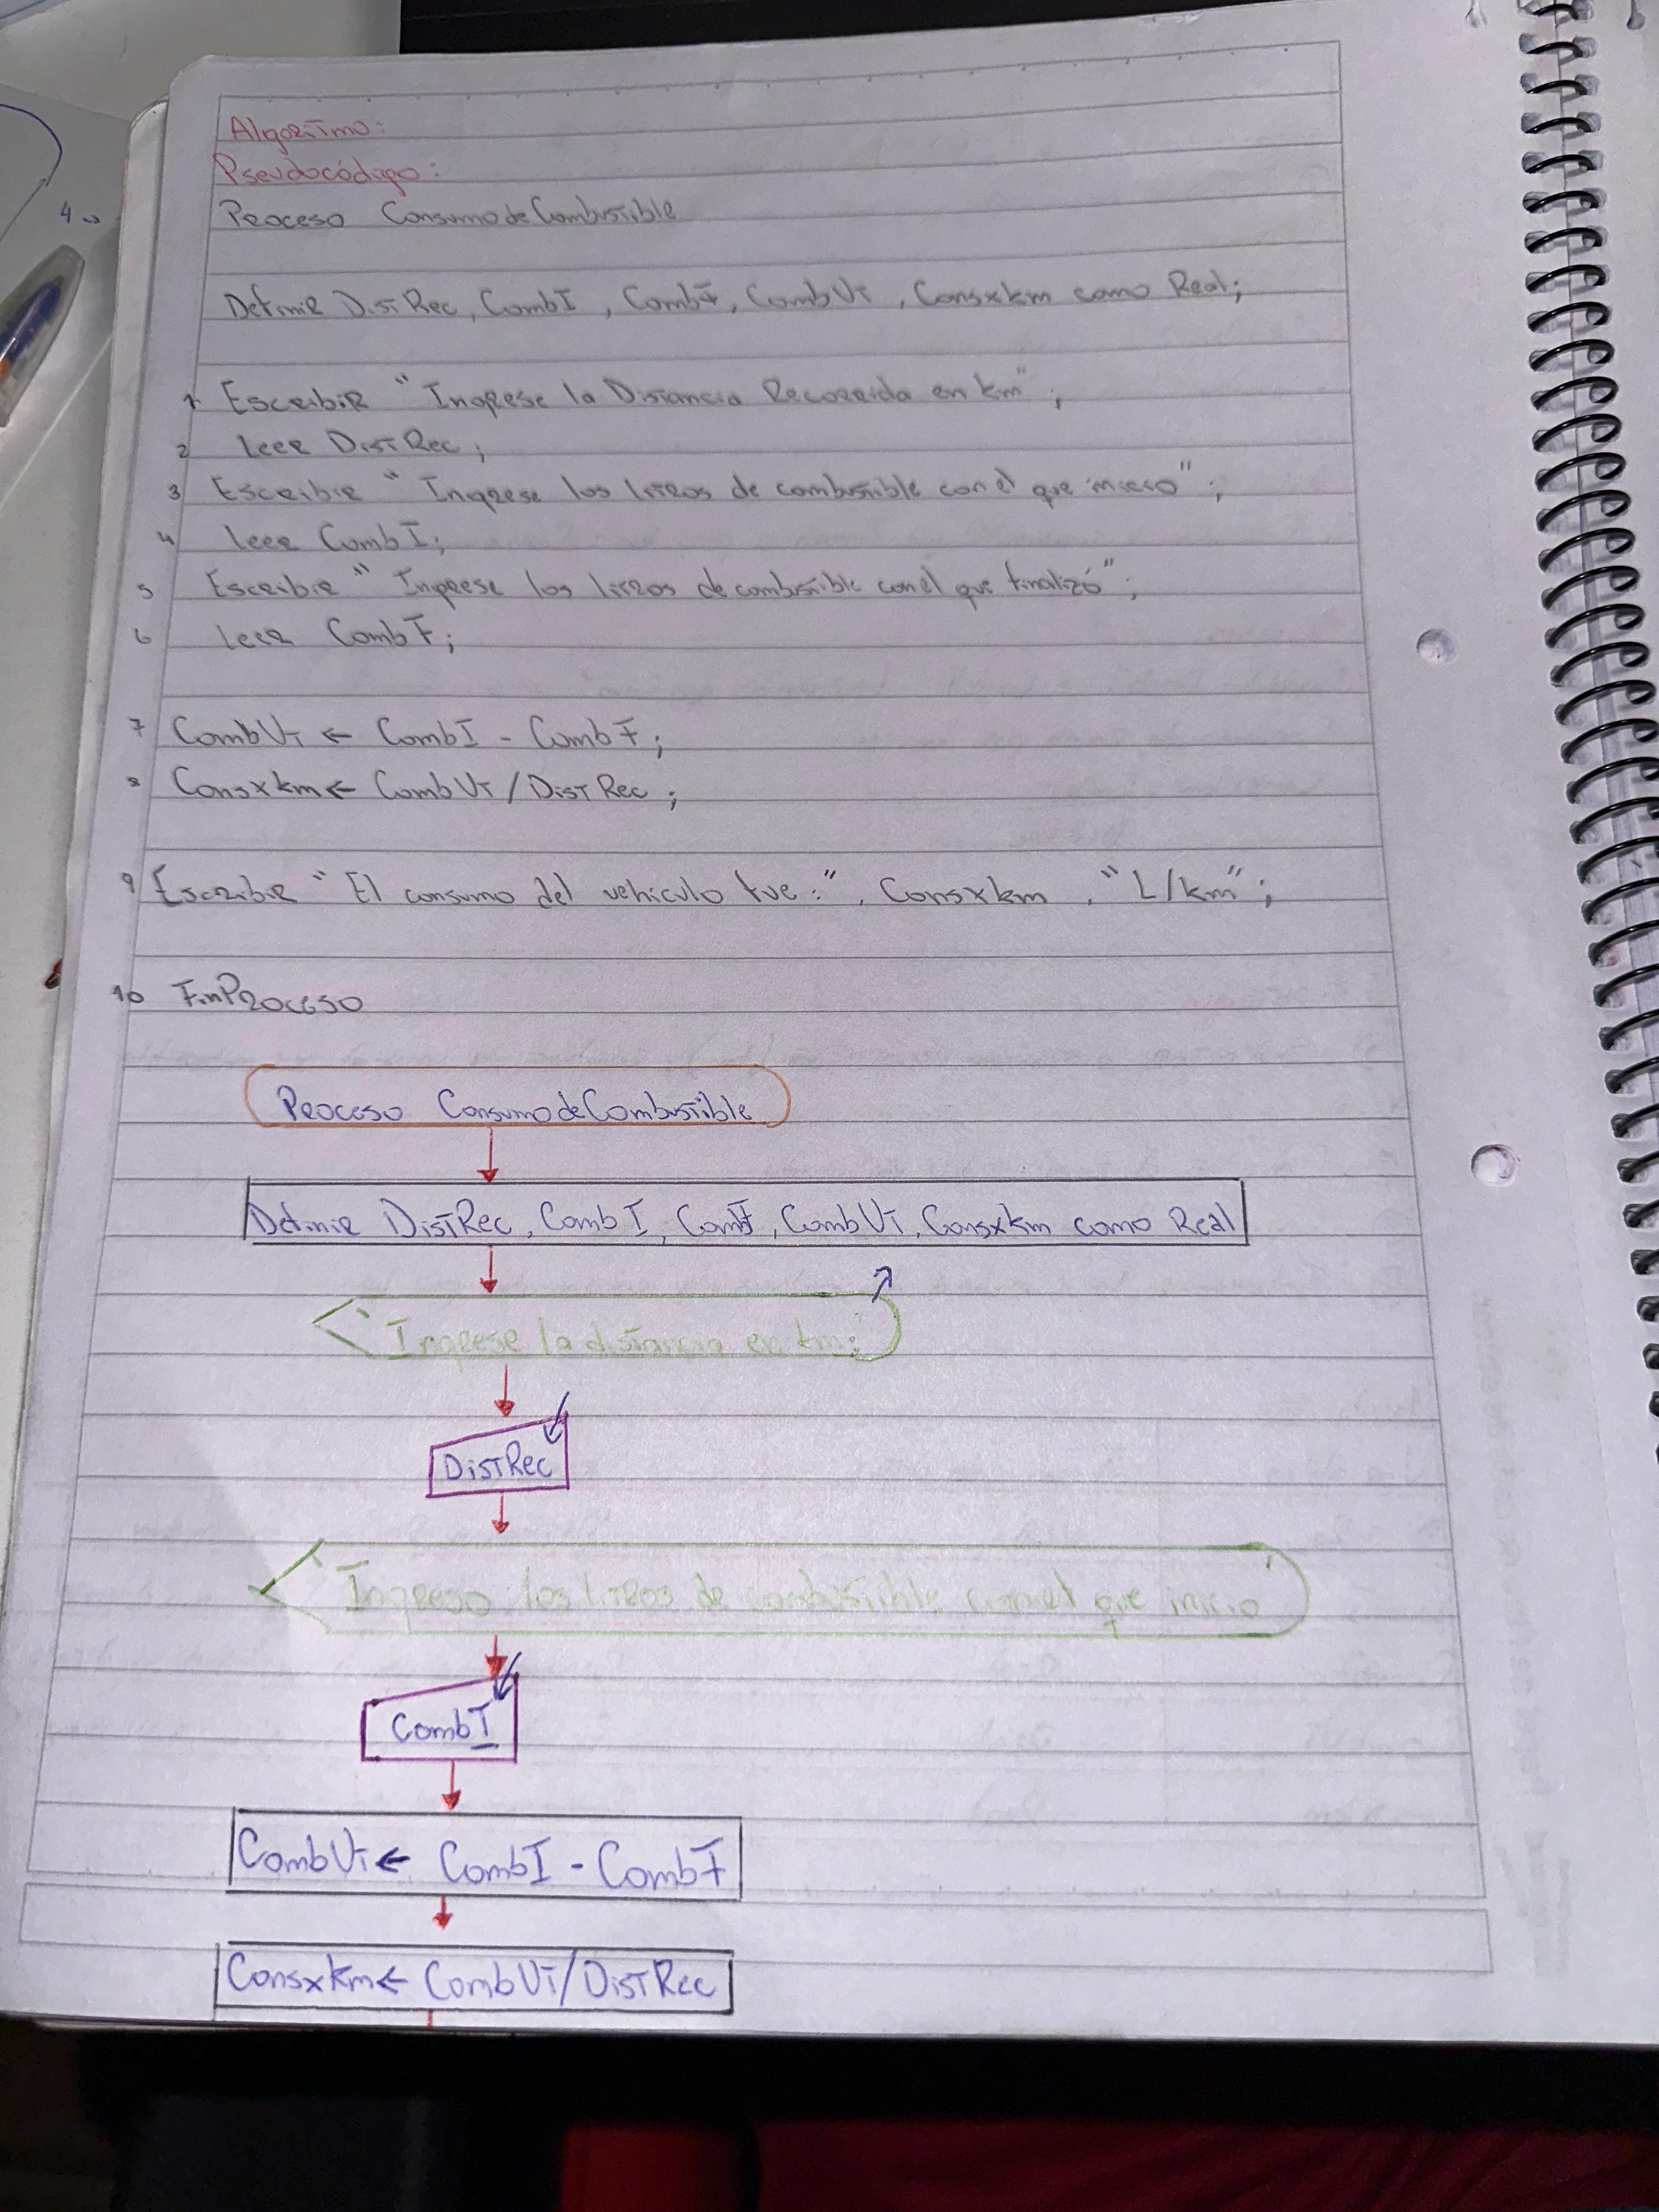 Algoritmo:
Pseudocódigo:
Proceso ConsumodeCombustible
Definir DistRec, CombI, CombF, CombUt, Consxkm como Real;
1 Escribir "Ingrese la Distancia Recorrida en km";
2 Leer DistRec;
3 Escribir "Ingrese los litros de combustible con el que inicio";
4 Leer CombI;
5 Escribir "Ingrese los litros de combustible con el que finalizó";
6 Leer CombF;
7 CombUt ← CombI - CombF;
8 Consxkm ← CombUt / DistRec;
9 Escribir "El consumo del vehiculo fue:", Consxkm, "L/km";
10 FinProceso
Proceso ConsumodeCombustible
Definir DistRec, CombI, CombF, CombUt, Consxkm como Real
Ingrese la distancia en km:
DistRec
Ingreso los litros de combustible con el que inicio
CombI
CombUt ← CombI - CombF
Consxkm ← CombUt/DistRec